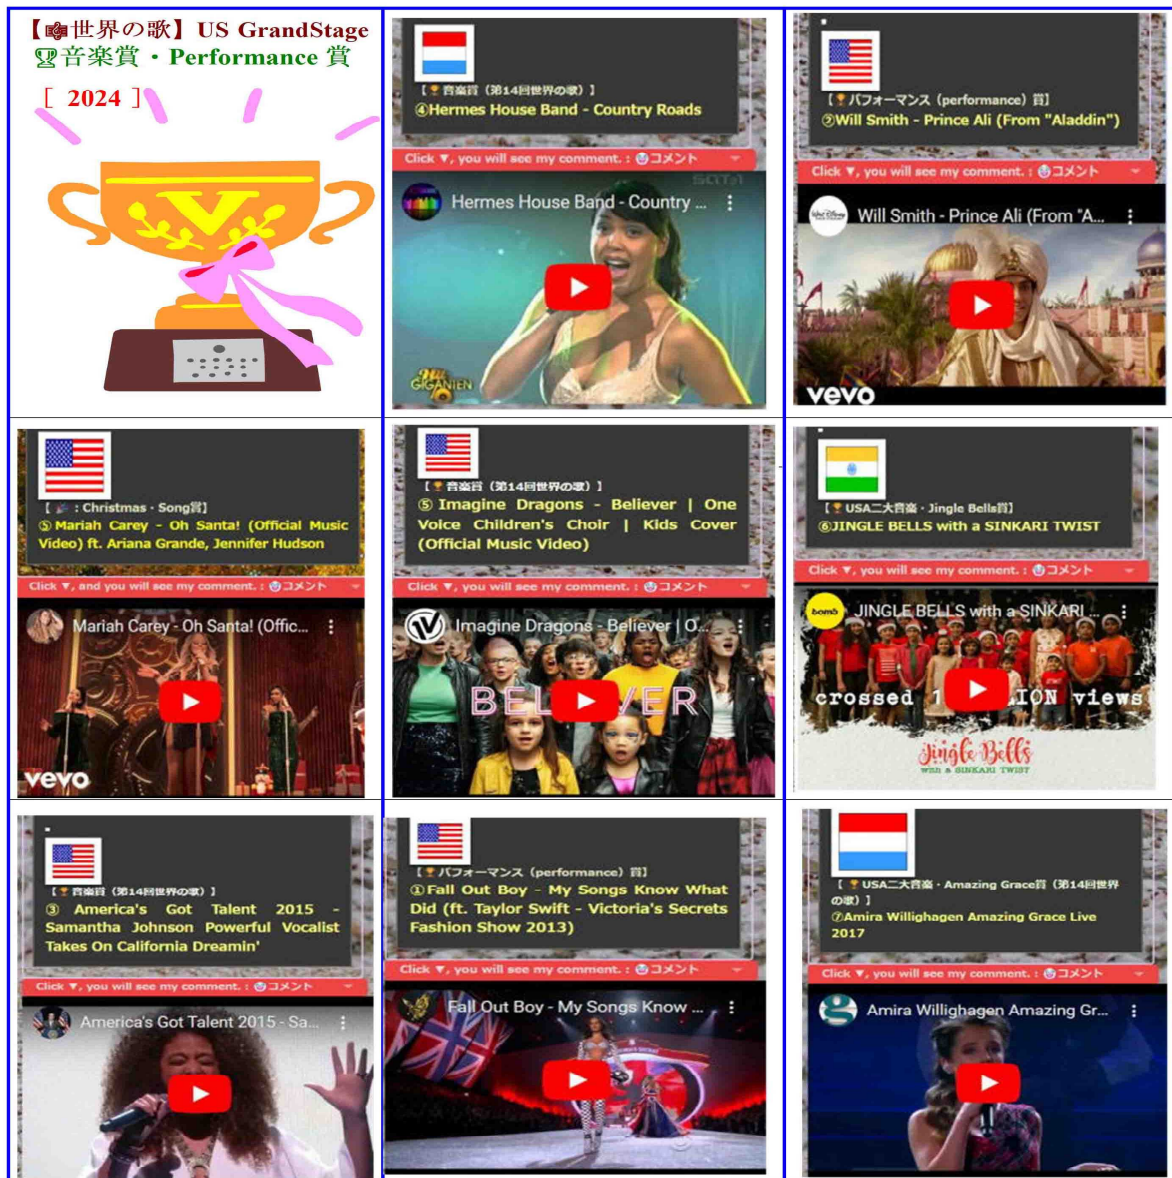 【世界の歌】US GrandStage
🏆音楽賞・Performance 賞
［ 2024 ］
【🏆音楽賞（第14回世界の歌）】
④Hermes House Band - Country Roads
Click ▼, you will see my comment. : コメント
SAT.1
Hermes House Band - Country ...
Hit
GIGANTEN
【🏆パフォーマンス（performance）賞】
②Will Smith - Prince Ali (From "Aladdin")
Click ▼, you will see my comment. : コメント
Will Smith - Prince Ali (From "A...
vevo
【🎉：Christmas・Song賞】
⑤Mariah Carey - Oh Santa! (Official Music
Video) ft. Ariana Grande, Jennifer Hudson
Click ▼, and you will see my comment. : コメント
Mariah Carey - Oh Santa! (Offic...
vevo
【🏆音楽賞（第14回世界の歌）】
⑤ Imagine Dragons - Believer | One
Voice Children's Choir | Kids Cover
(Official Music Video)
Click ▼, you will see my comment. : コメント
Imagine Dragons - Believer | O...
【🏆USA二大音楽・Jingle Bells賞】
⑥JINGLE BELLS with a SINKARI TWIST
Click ▼, you will see my comment. : コメント
bomb
JINGLE BELLS with a SINKARI ...
crossed
views
Jingle Bells
with a SINKARI TWIST
【🏆音楽賞（第14回世界の歌）】
③ America's Got Talent 2015 -
Samantha Johnson Powerful Vocalist
Takes On California Dreamin'
Click ▼, you will see my comment. : コメント
America's Got Talent 2015 - Sa...
【🏆パフォーマンス（performance）賞】
①Fall Out Boy - My Songs Know What
Did (ft. Taylor Swift - Victoria's Secrets
Fashion Show 2013)
Click ▼, you will see my comment. : コメント
Fall Out Boy - My Songs Know ...
【🏆USA二大音楽・Amazing Grace賞（第14回世界
の歌）】
⑦Amira Willighagen Amazing Grace Live
2017
Click ▼, you will see my comment. : コメント
Amira Willighagen Amazing Gr...